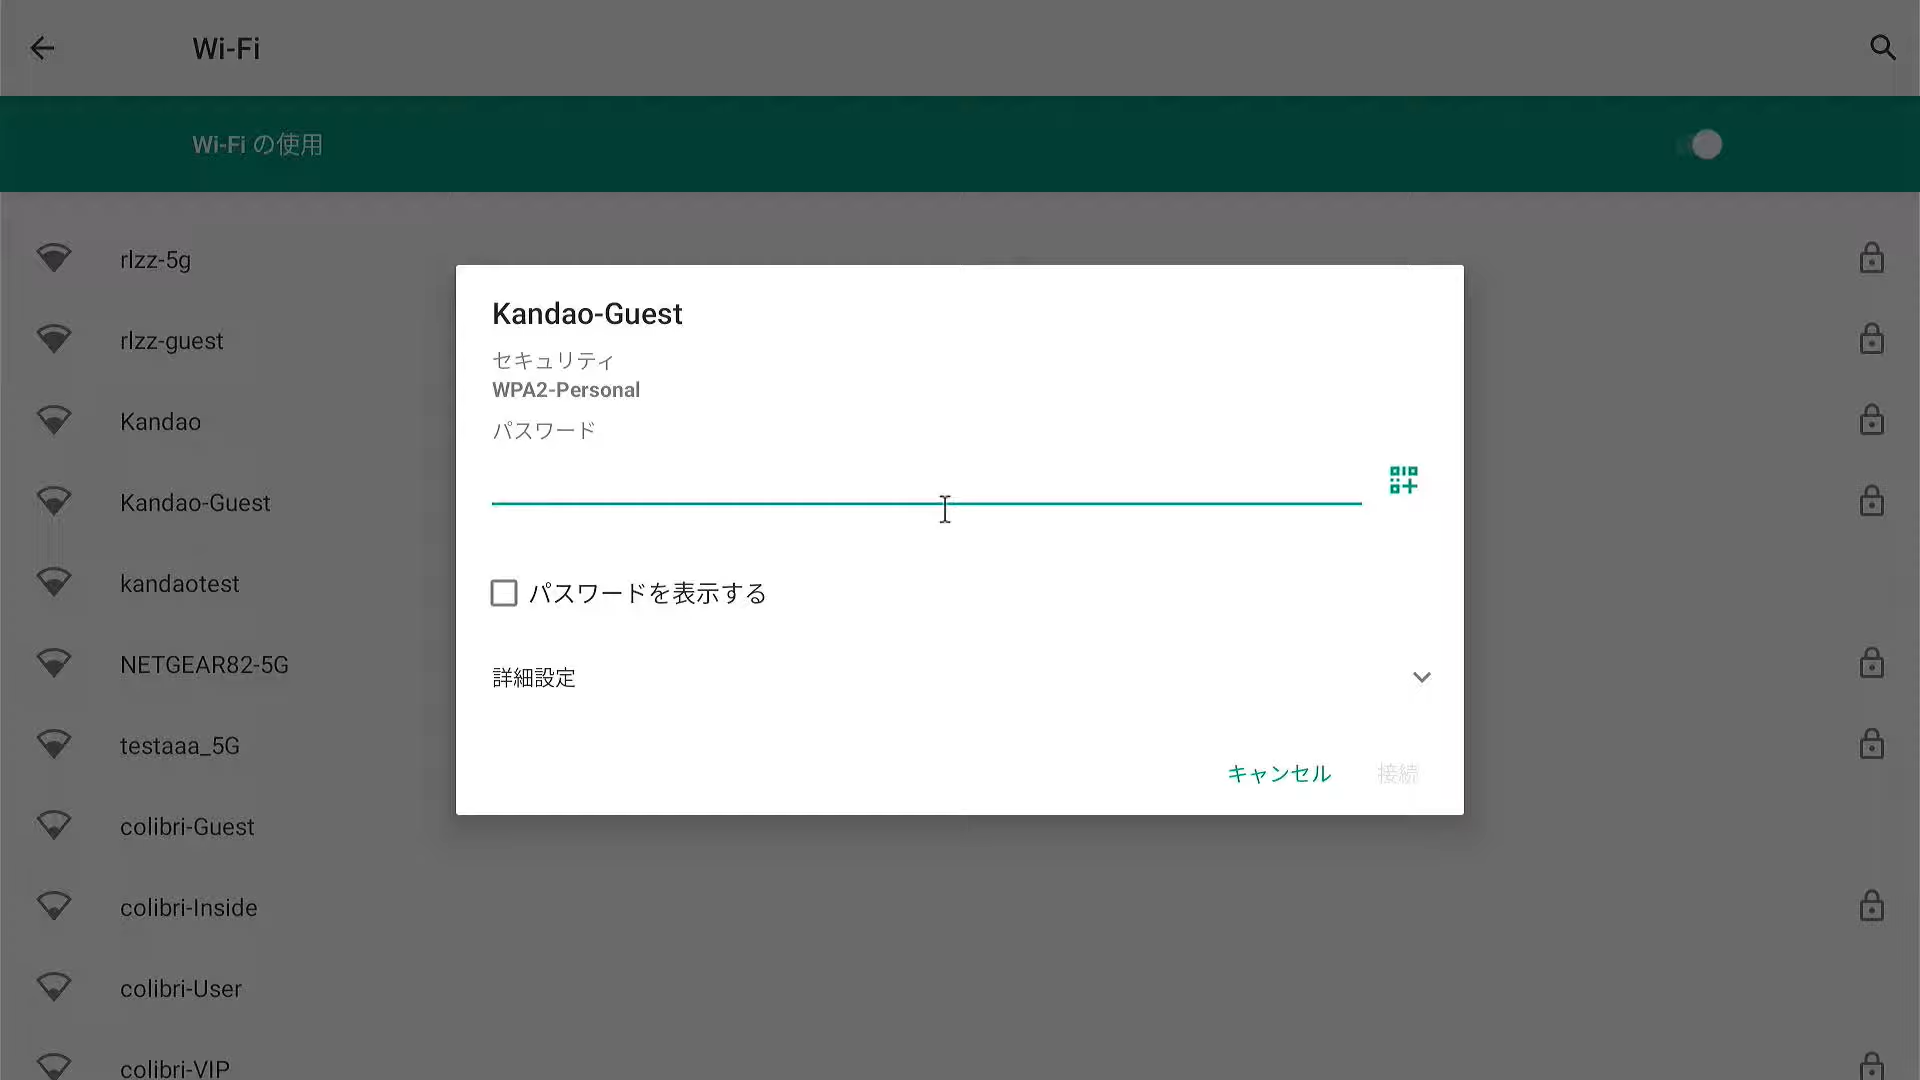 Wi-Fi
Wi-Fi の使用
rlzz-5g
rlzz-guest
Kandao
Kandao-Guest
kandaotest
NETGEAR82-5G
testaaa_5G
colibri-Guest
colibri-Inside
colibri-User
colibri-VIP
Kandao-Guest
セキュリティ
WPA2-Personal
パスワード
パスワードを表示する
詳細設定
キャンセル
接続